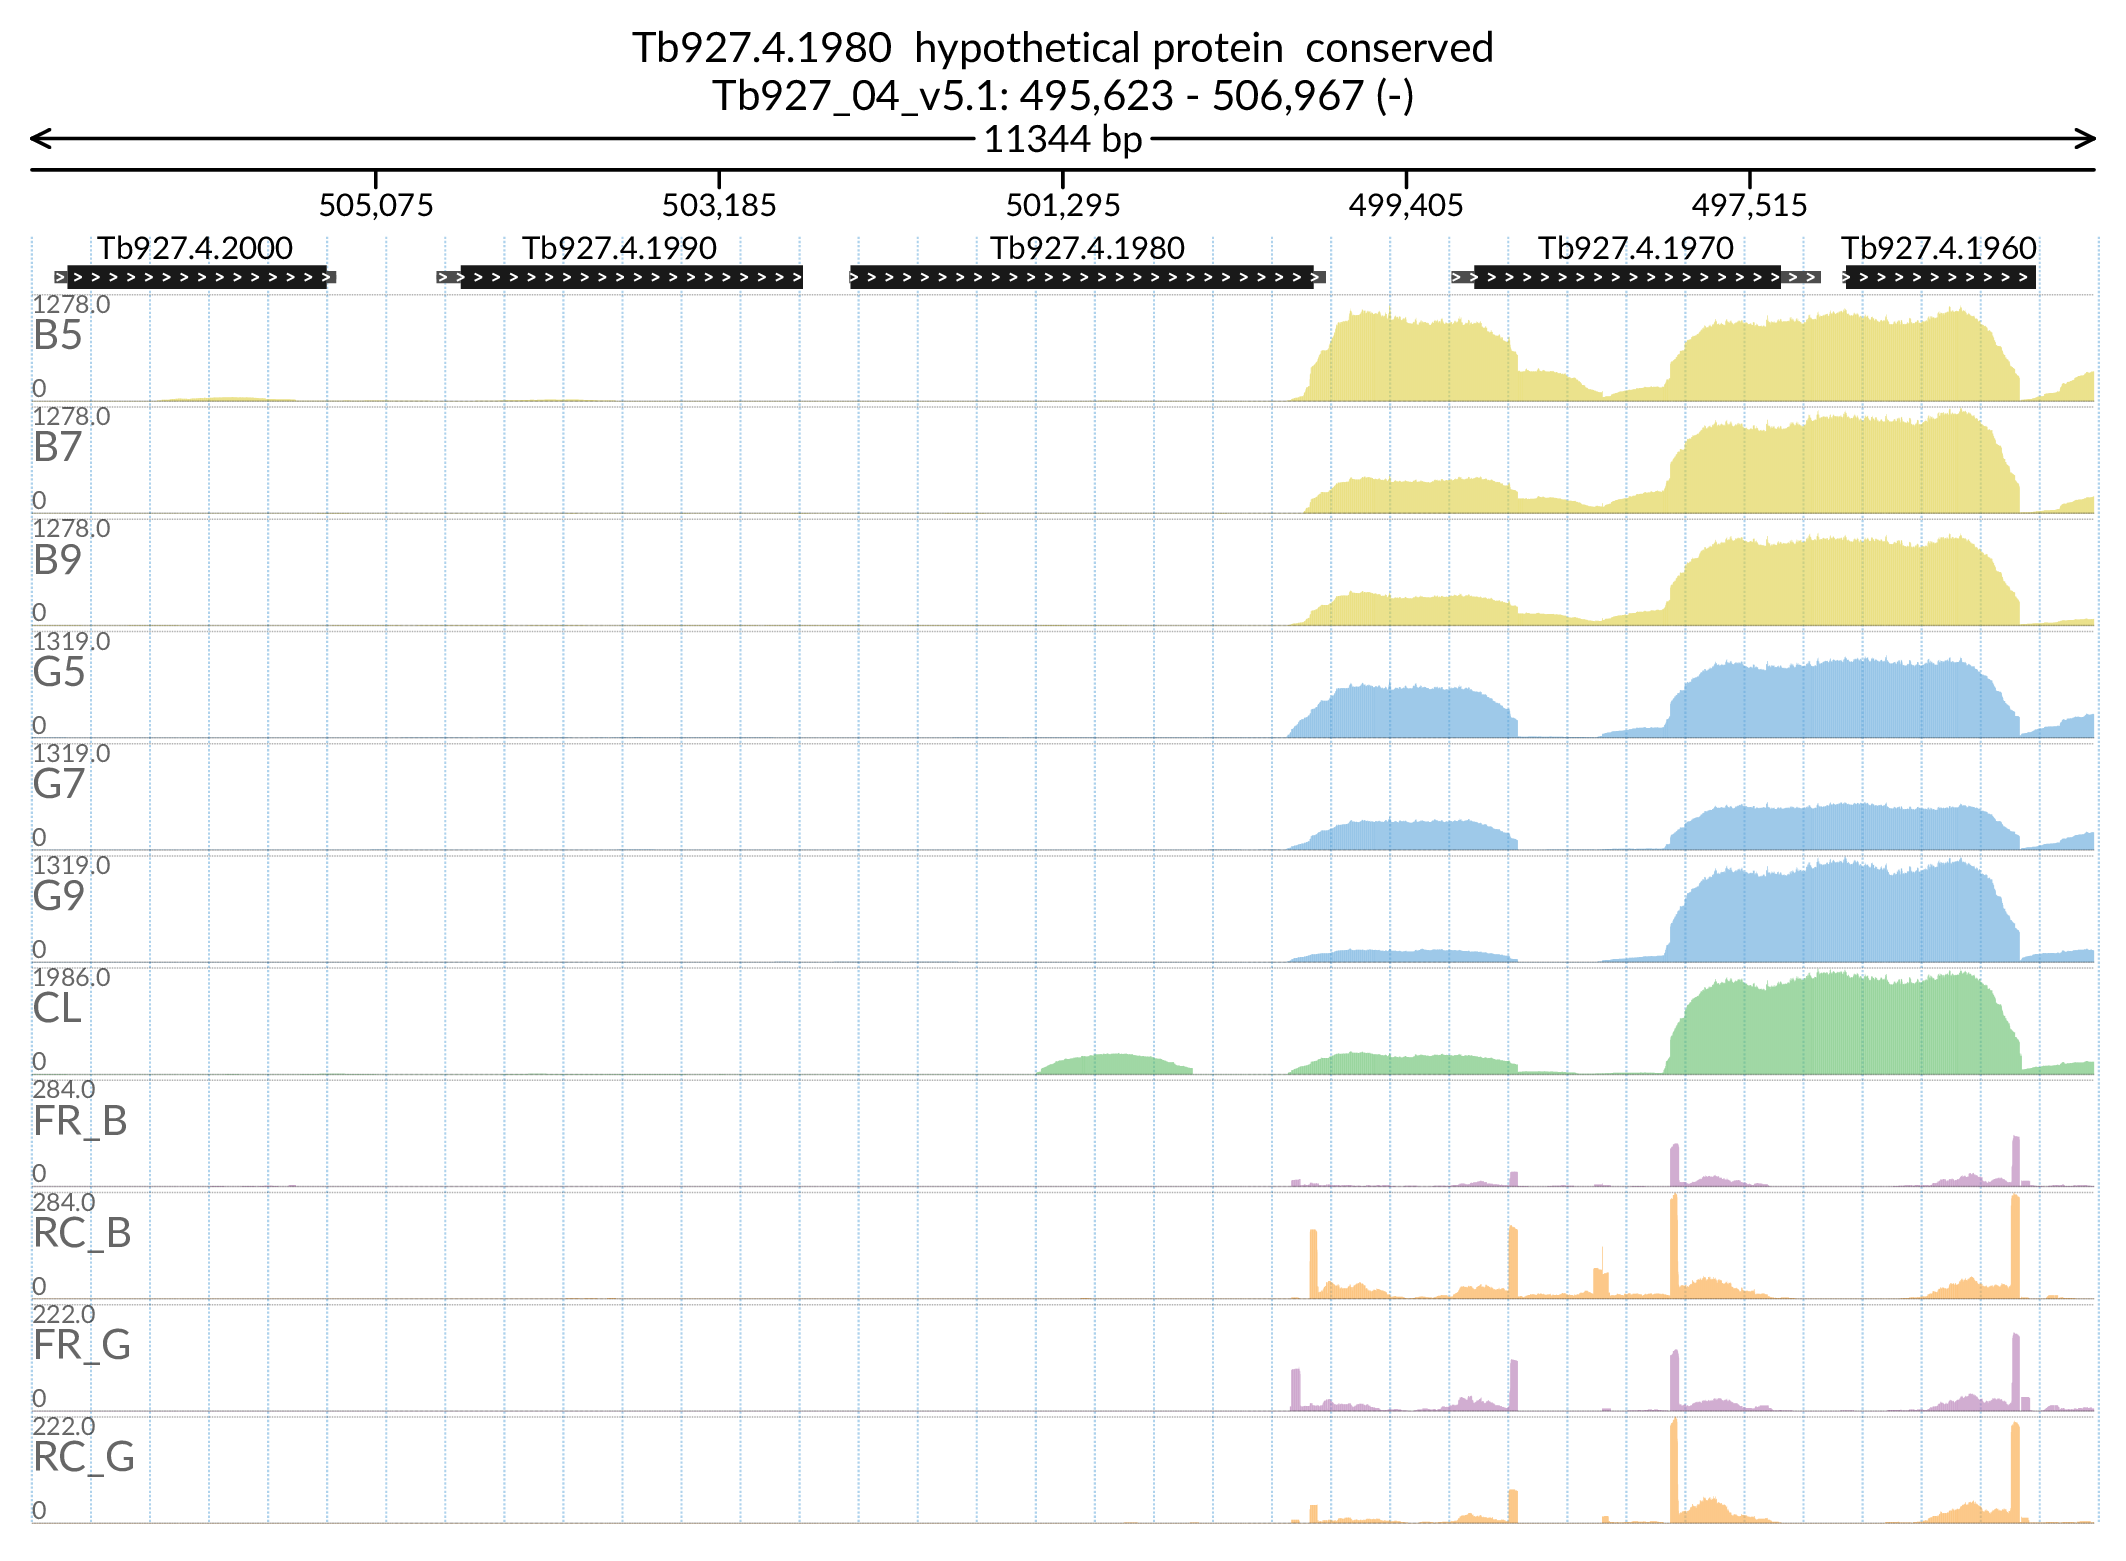 Tb927.4.1980 hypothetical protein conserved
Tb927_04_v5.1: 495,623 - 506,967 (-)
11344 bp
505,075 503,185 501,295 499,405 497,515
Tb927.4.2000 Tb927.4.1990 Tb927.4.1980 Tb927.4.1970 Tb927.4.1960
1278.0
B5
0
1278.0
B7
0
1278.0
B9
0
1319.0
G5
0
1319.0
G7
0
1319.0
G9
0
1986.0
CL
0
284.0
FR_B
0
284.0
RC_B
0
222.0
FR_G
0
222.0
RC_G
0